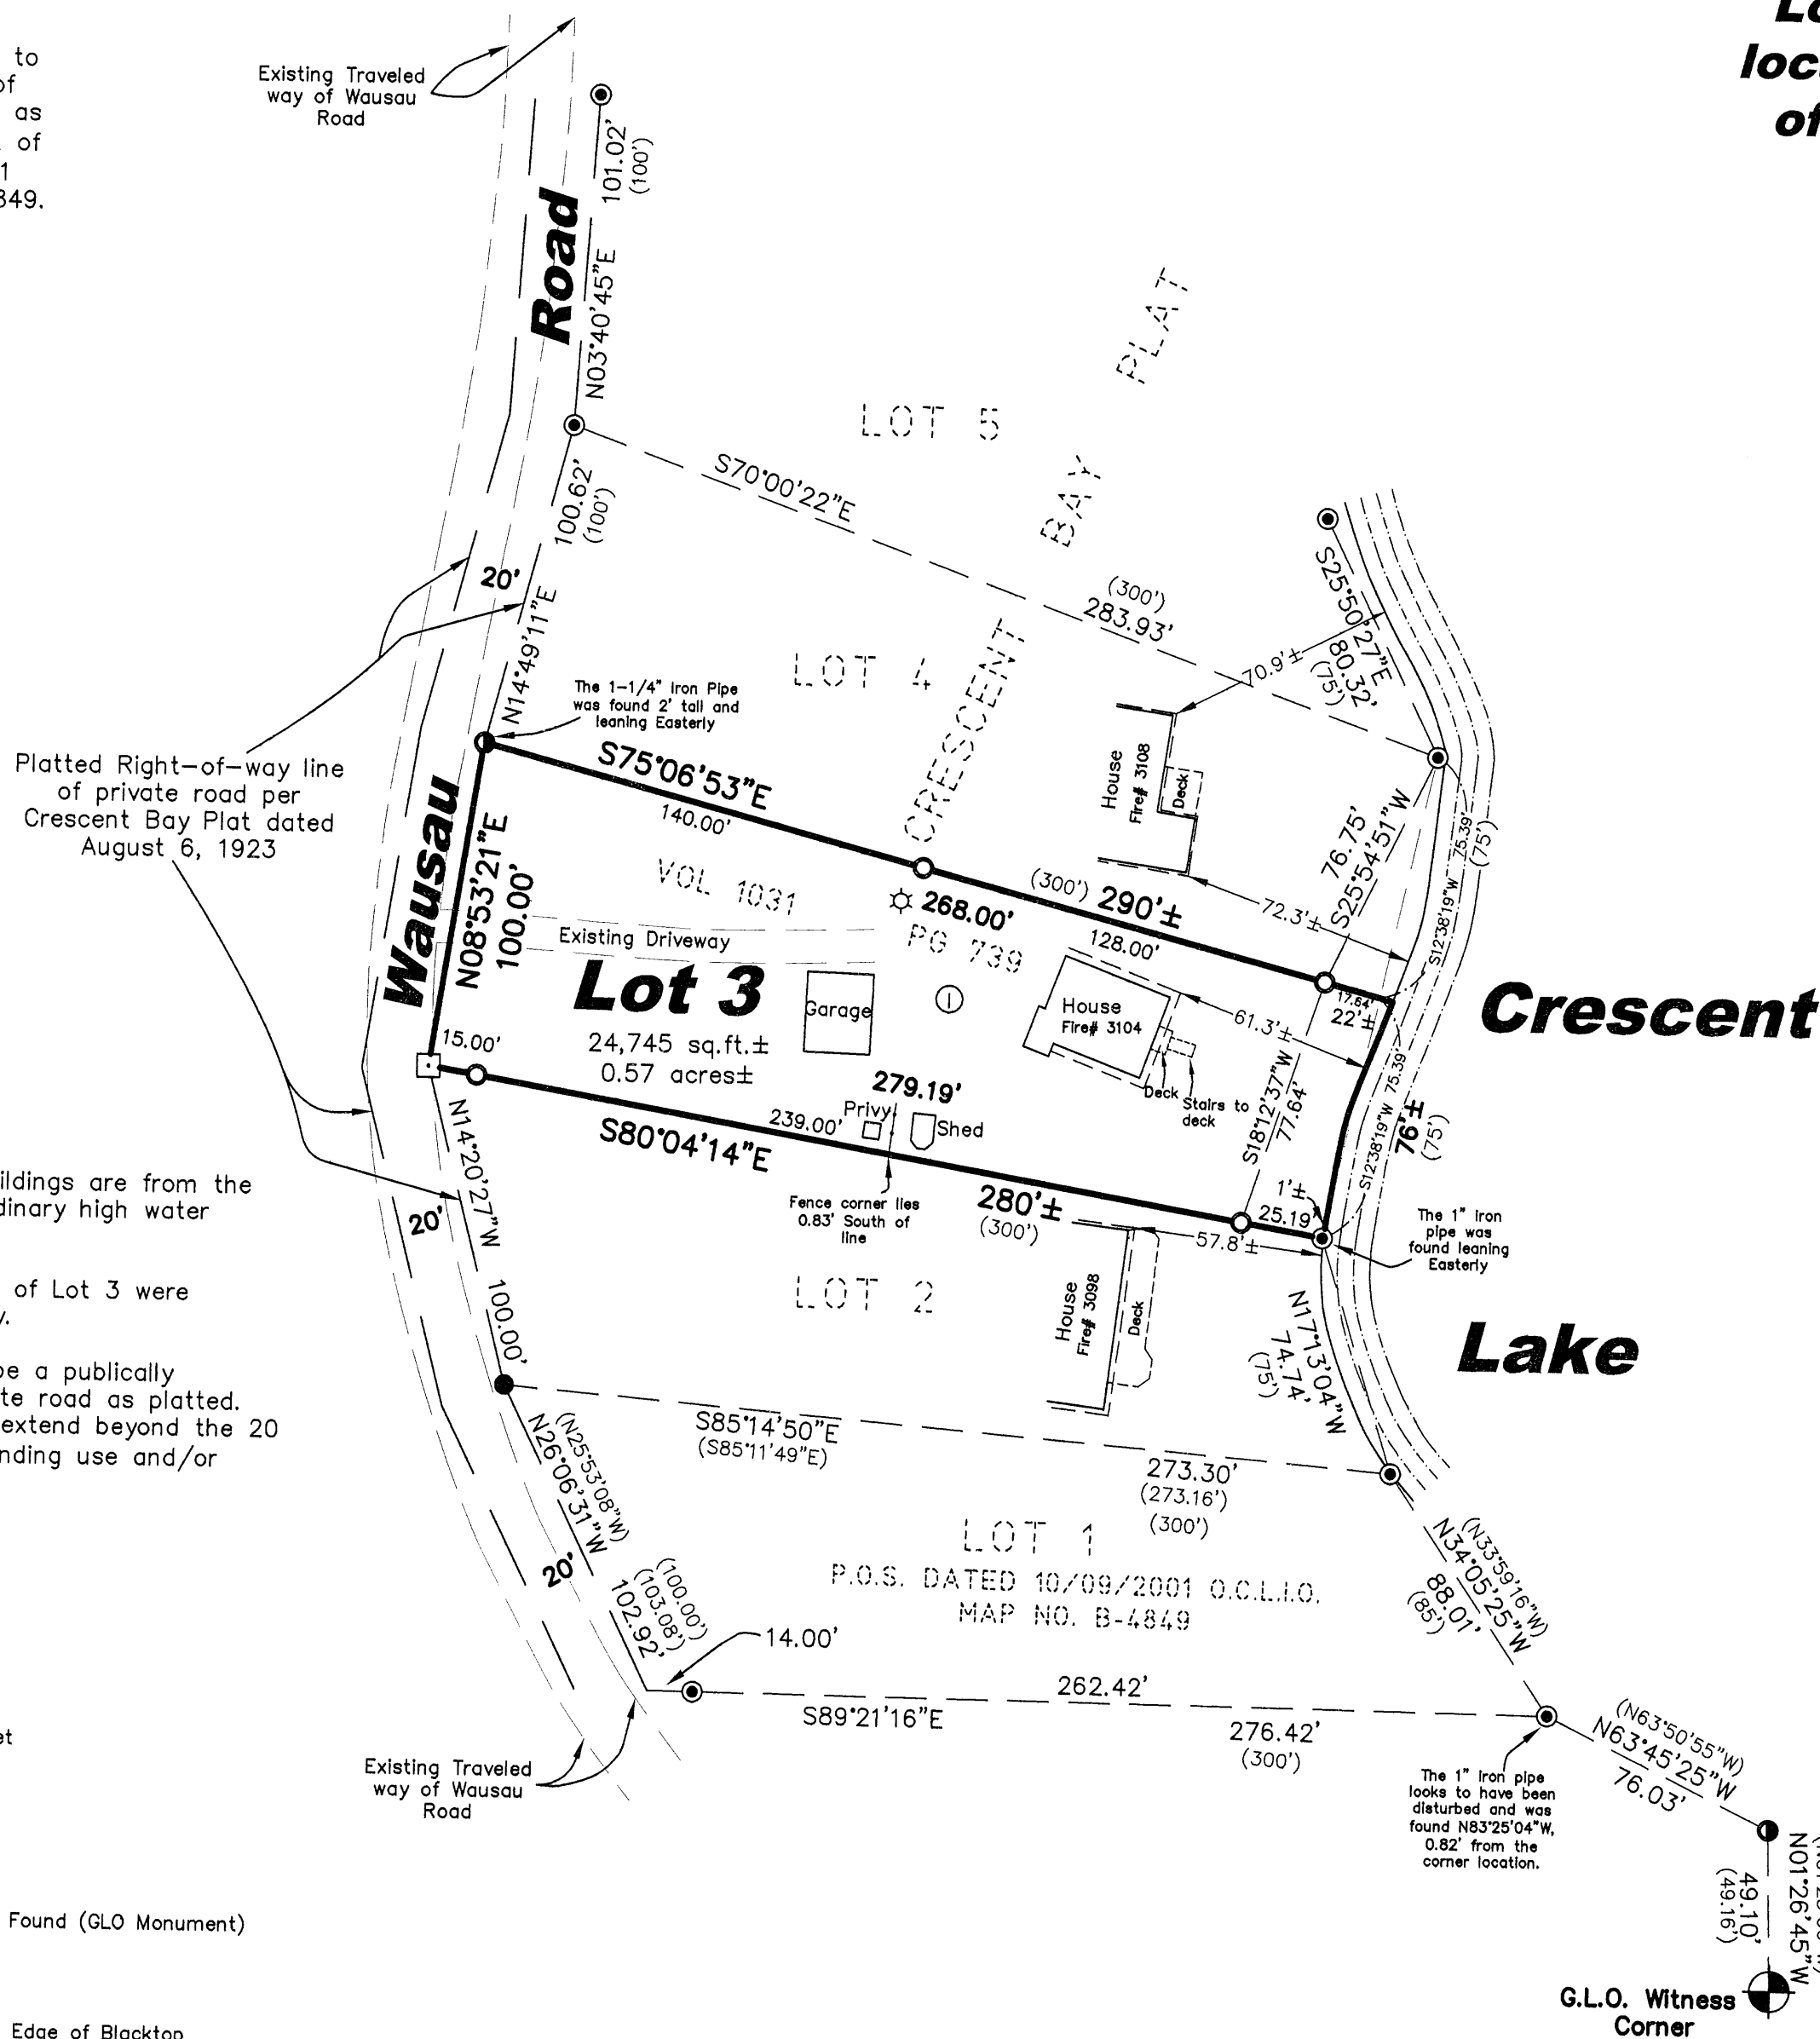 Lo
loc
of
to
of
as
of
1
849.
Existing Traveled
way of Wausau
Road
101.02'
(100')
N03°40'45"E
Road
LOT 5
CRESCENT BAY PLAT
S70°00'22"E
(300')
283.93'
100.62'
(100')
N14°49'11"E
20'
LOT 4
The 1-1/4" Iron Pipe
was found 2' tall and
leaning Easterly
S25°50'27"E
80.32'
(75')
70.9'±
House
Fire# 3108
Deck
Platted Right-of-way line
of private road per
Crescent Bay Plat dated
August 6, 1923
Wausau
N08°53'21"E
100.00'
S75°06'53"E
140.00'
VOL 1031
PG 739
268.00'
(300') 290'±
128.00'
72.3'±
76.75'
S25°54'51"W
S12°38'19"W 75.39'
(75')
17.64'
22'±
Existing Driveway
Lot 3
24,745 sq.ft.±
0.57 acres±
Garage
1
House
Fire# 3104
Deck
Stairs to
deck
61.3'±
S18°12'37"W
77.64'
S12°38'19"W 75.39'
76'±
(75')
Crescent
Lake
15.00'
279.19'
239.00'
Privy
Shed
S80°04'14"E
280'±
(300')
1'±
25.19'
Fence corner lies
0.83' South of
line
The 1" iron
pipe was
found leaning
Easterly
57.8'±
N14°20'27"W
100.00'
20'
LOT 2
House
Fire# 3098
Deck
N17°13'04"W
74.74'
(75')
ildings are from the
dinary high water
of Lot 3 were
y.
be a publically
te road as platted.
extend beyond the 20
nding use and/or
S85°14'50"E
(S85°11'49"E)
273.30'
(273.16')
(300')
(N25°53'08"W)
N26°06'31"W
20'
(100.00')
(103.08')
102.92'
LOT 1
P.O.S. DATED 10/09/2001 O.C.L.I.O.
MAP NO. B-4849
(N33°59'16"W)
N34°05'25"W
88.01'
(85')
14.00'
262.42'
S89°21'16"E
276.42'
(300')
et
Existing Traveled
way of Wausau
Road
The 1" iron pipe
looks to have been
disturbed and was
found N83°25'04"W,
0.82' from the
corner location.
(N63°50'55"W)
N63°45'25"W
76.03'
N01°26'45"W
49.10'
(49.16')
Found (GLO Monument)
G.L.O. Witness
Corner
Edge of Blacktop